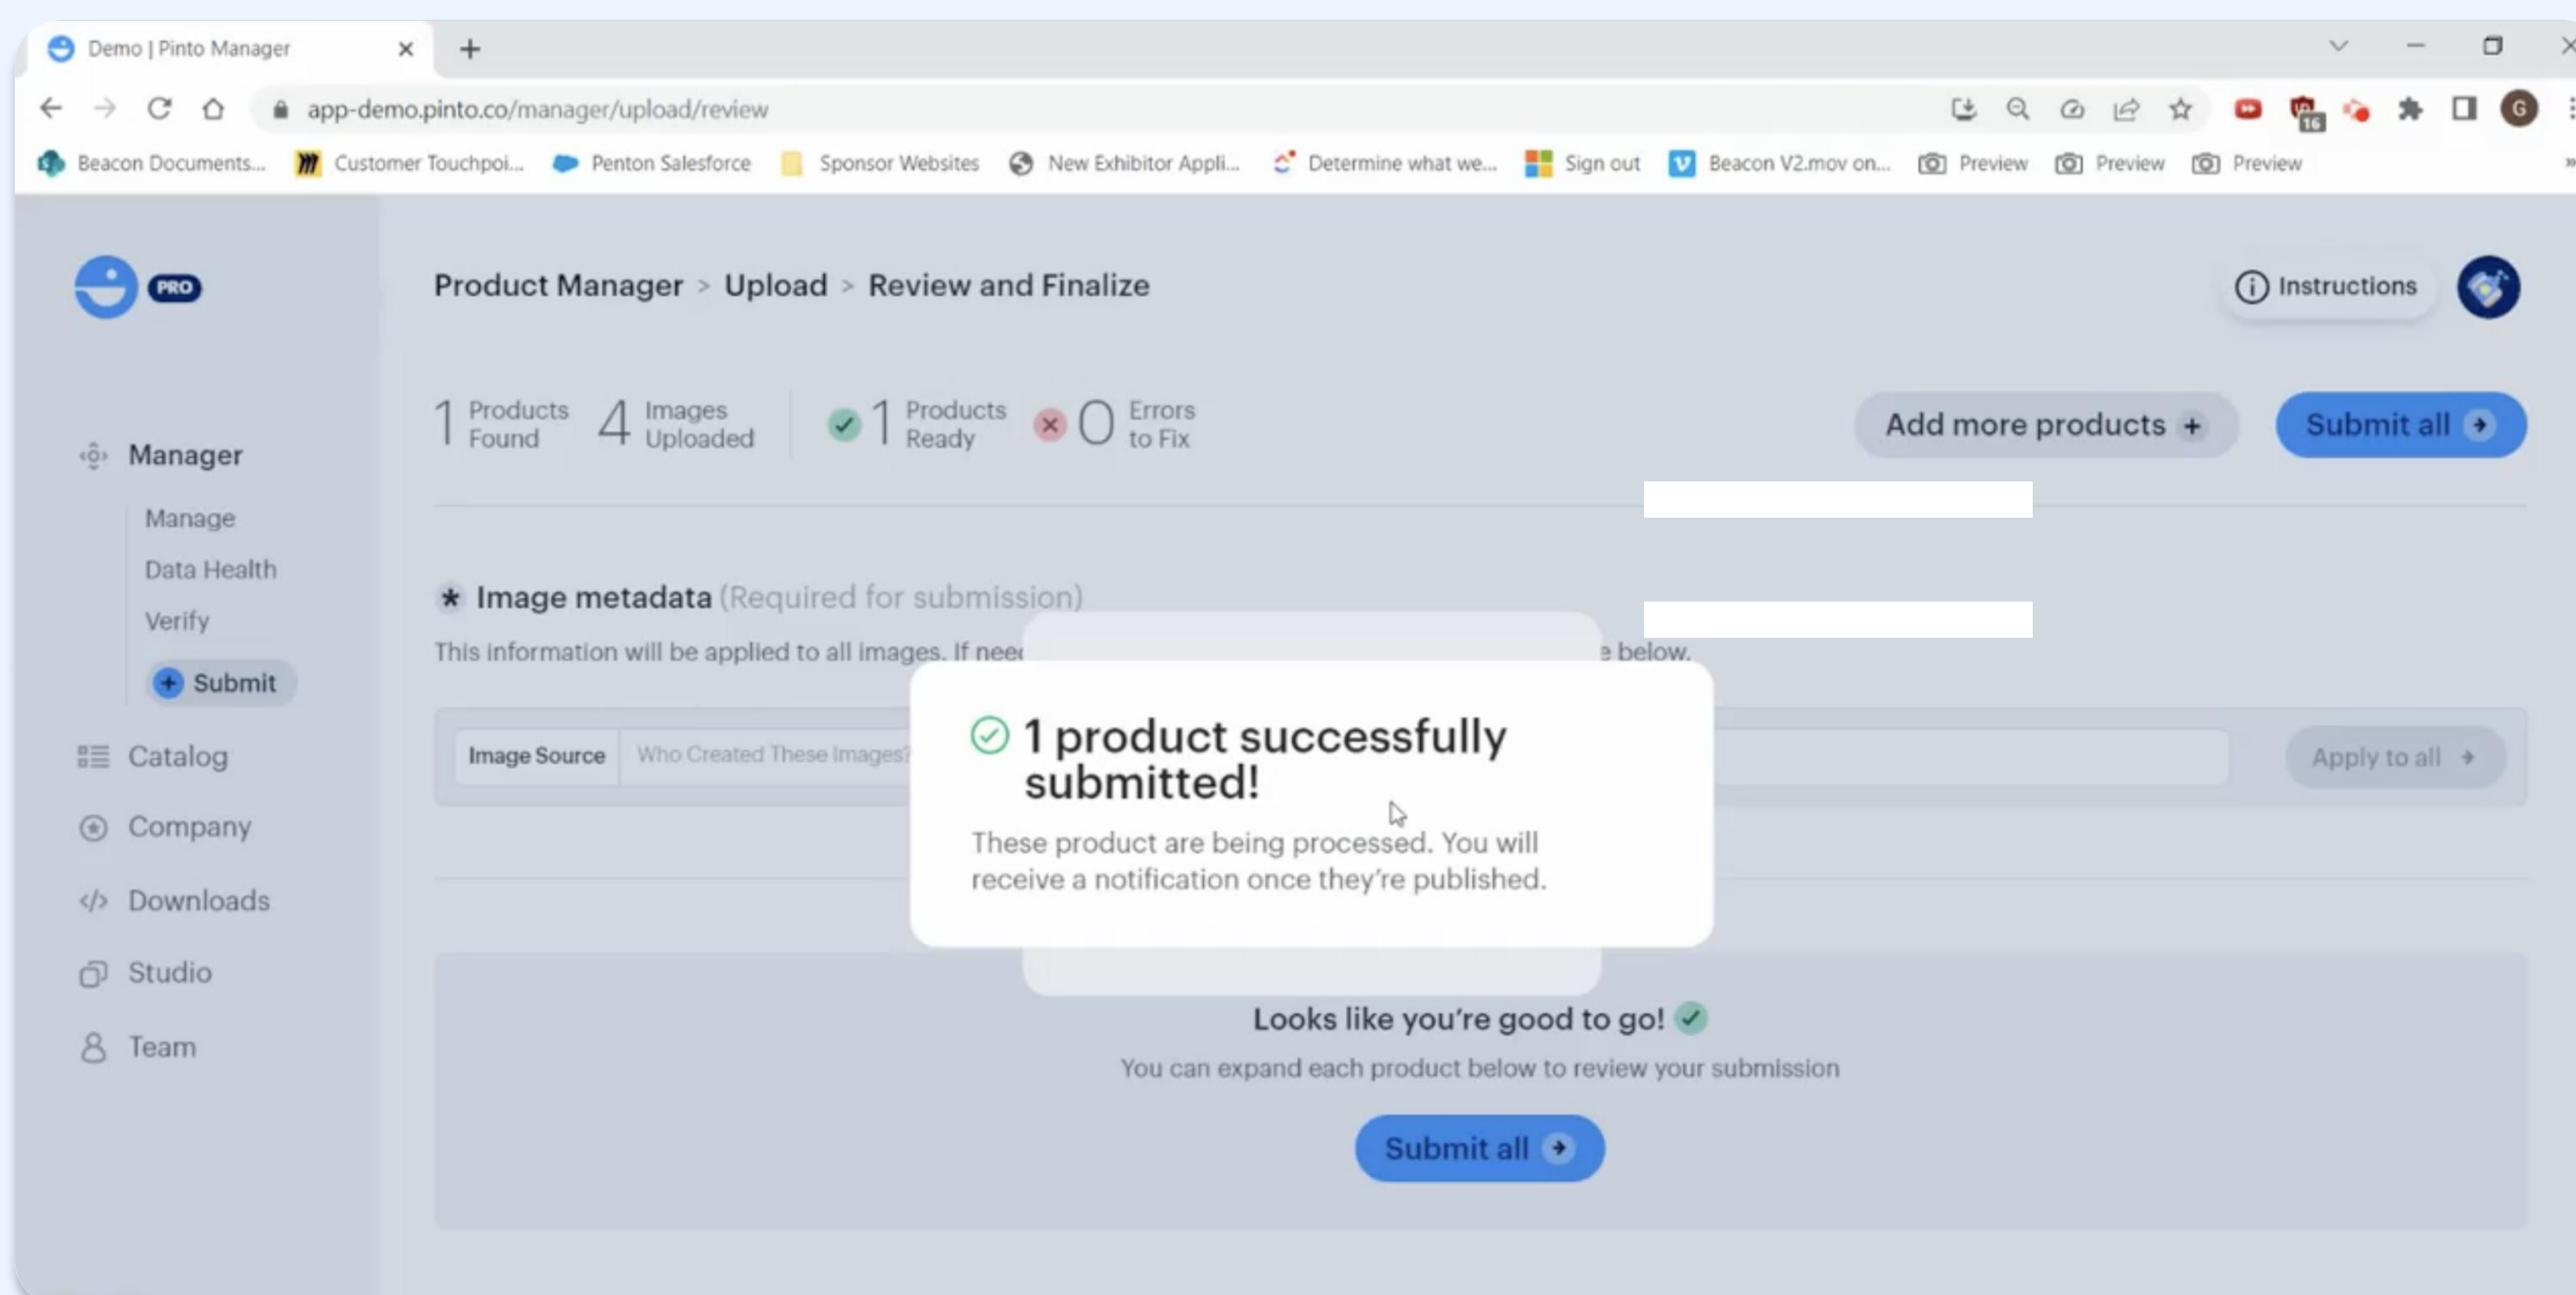 Demo | Pinto Manager
app-demo.pinto.co/manager/upload/review
16
G
Beacon Documents...
Customer Touchpoi...
Penton Salesforce
Sponsor Websites
New Exhibitor Appli...
Determine what we...
Sign out
Beacon V2.mov on...
Preview
Preview
Preview
PRO
Product Manager > Upload > Review and Finalize
Instructions
1 Products Found
4 Images Uploaded
1 Products Ready
0 Errors to Fix
Add more products +
Submit all
Manager
Manage
Data Health
Verify
Submit
Catalog
Company
Downloads
Studio
Team
* Image metadata (Required for submission)
This information will be applied to all images. If
below.
Image Source
Who Created These Images?
Apply to all
1 product successfully
submitted!
These product are being processed. You will
receive a notification once they're published.
Looks like you're good to go!
You can expand each product below to review your submission
Submit all